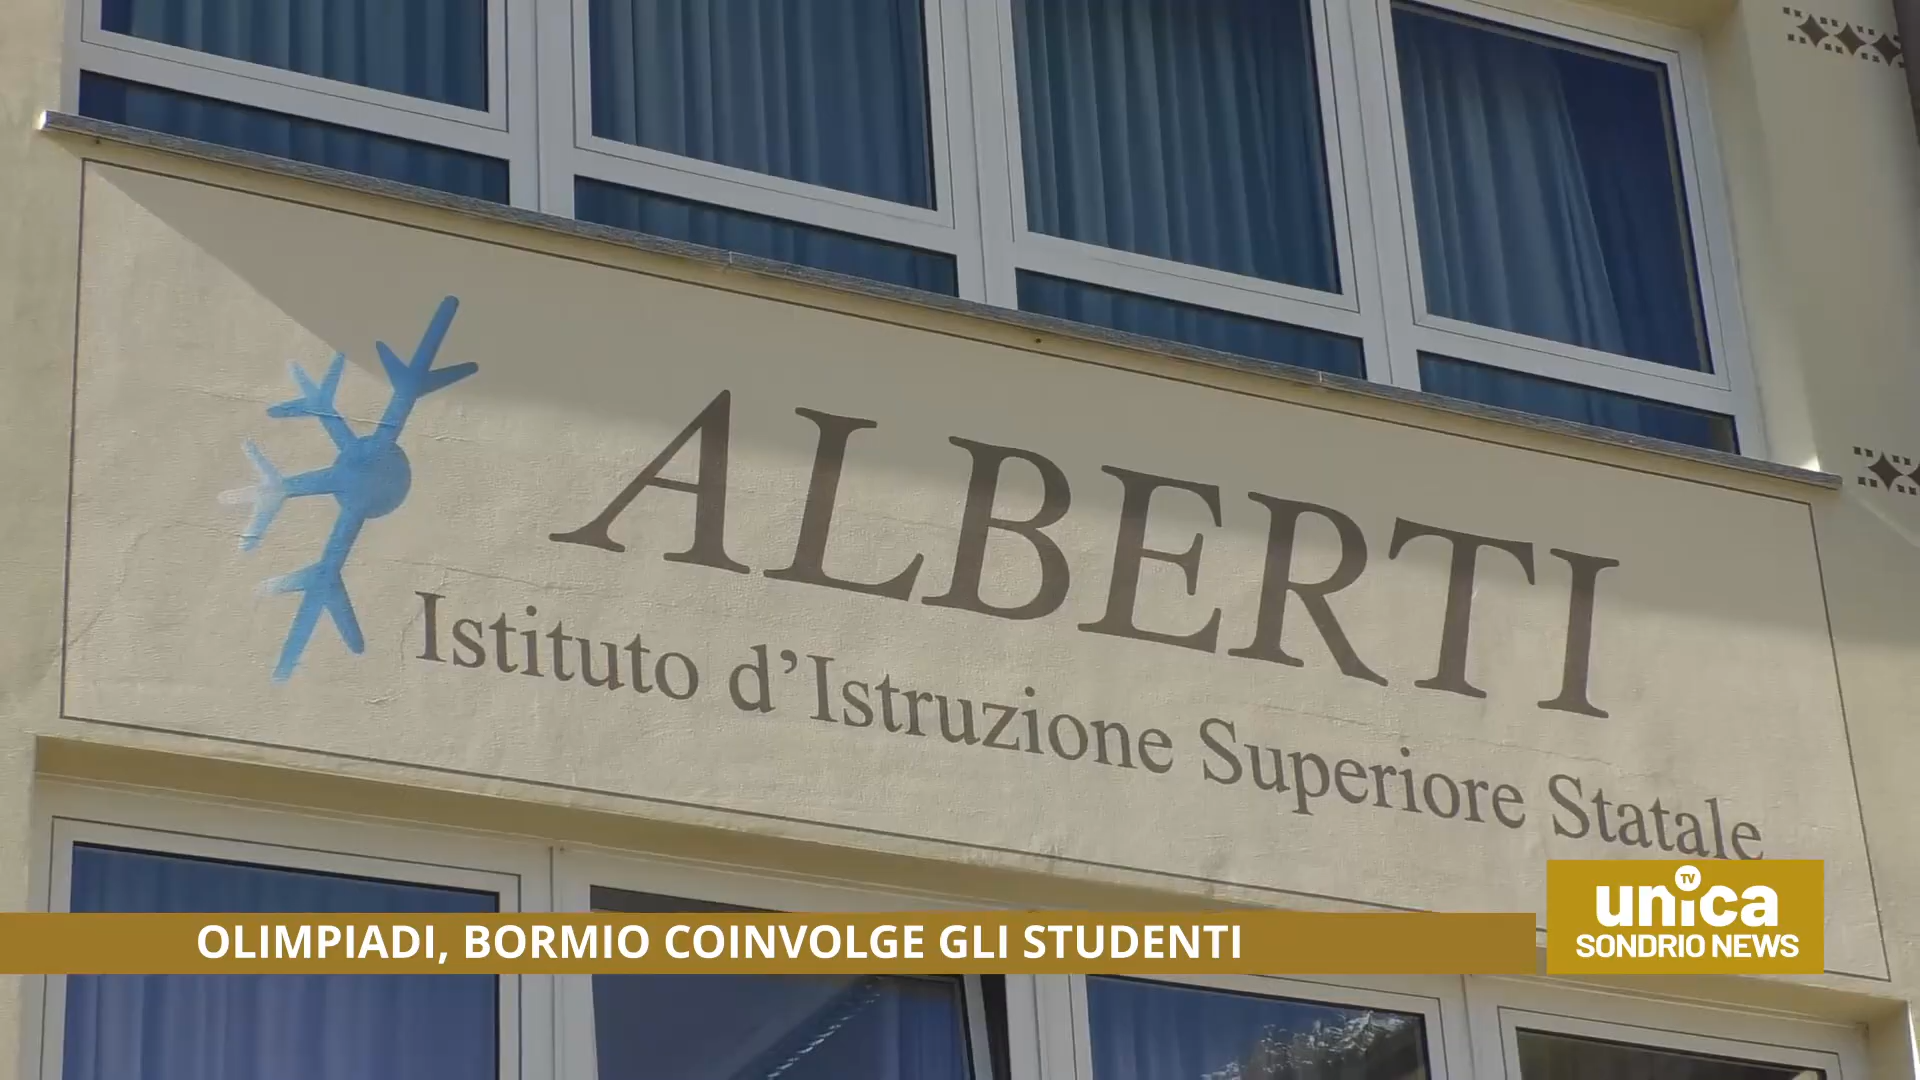 ALBERTI
Istituto d'Istruzione Superiore Statale
OLIMPIADI, BORMIO COINVOLGE GLI STUDENTI
unica TV
SONDRIO NEWS